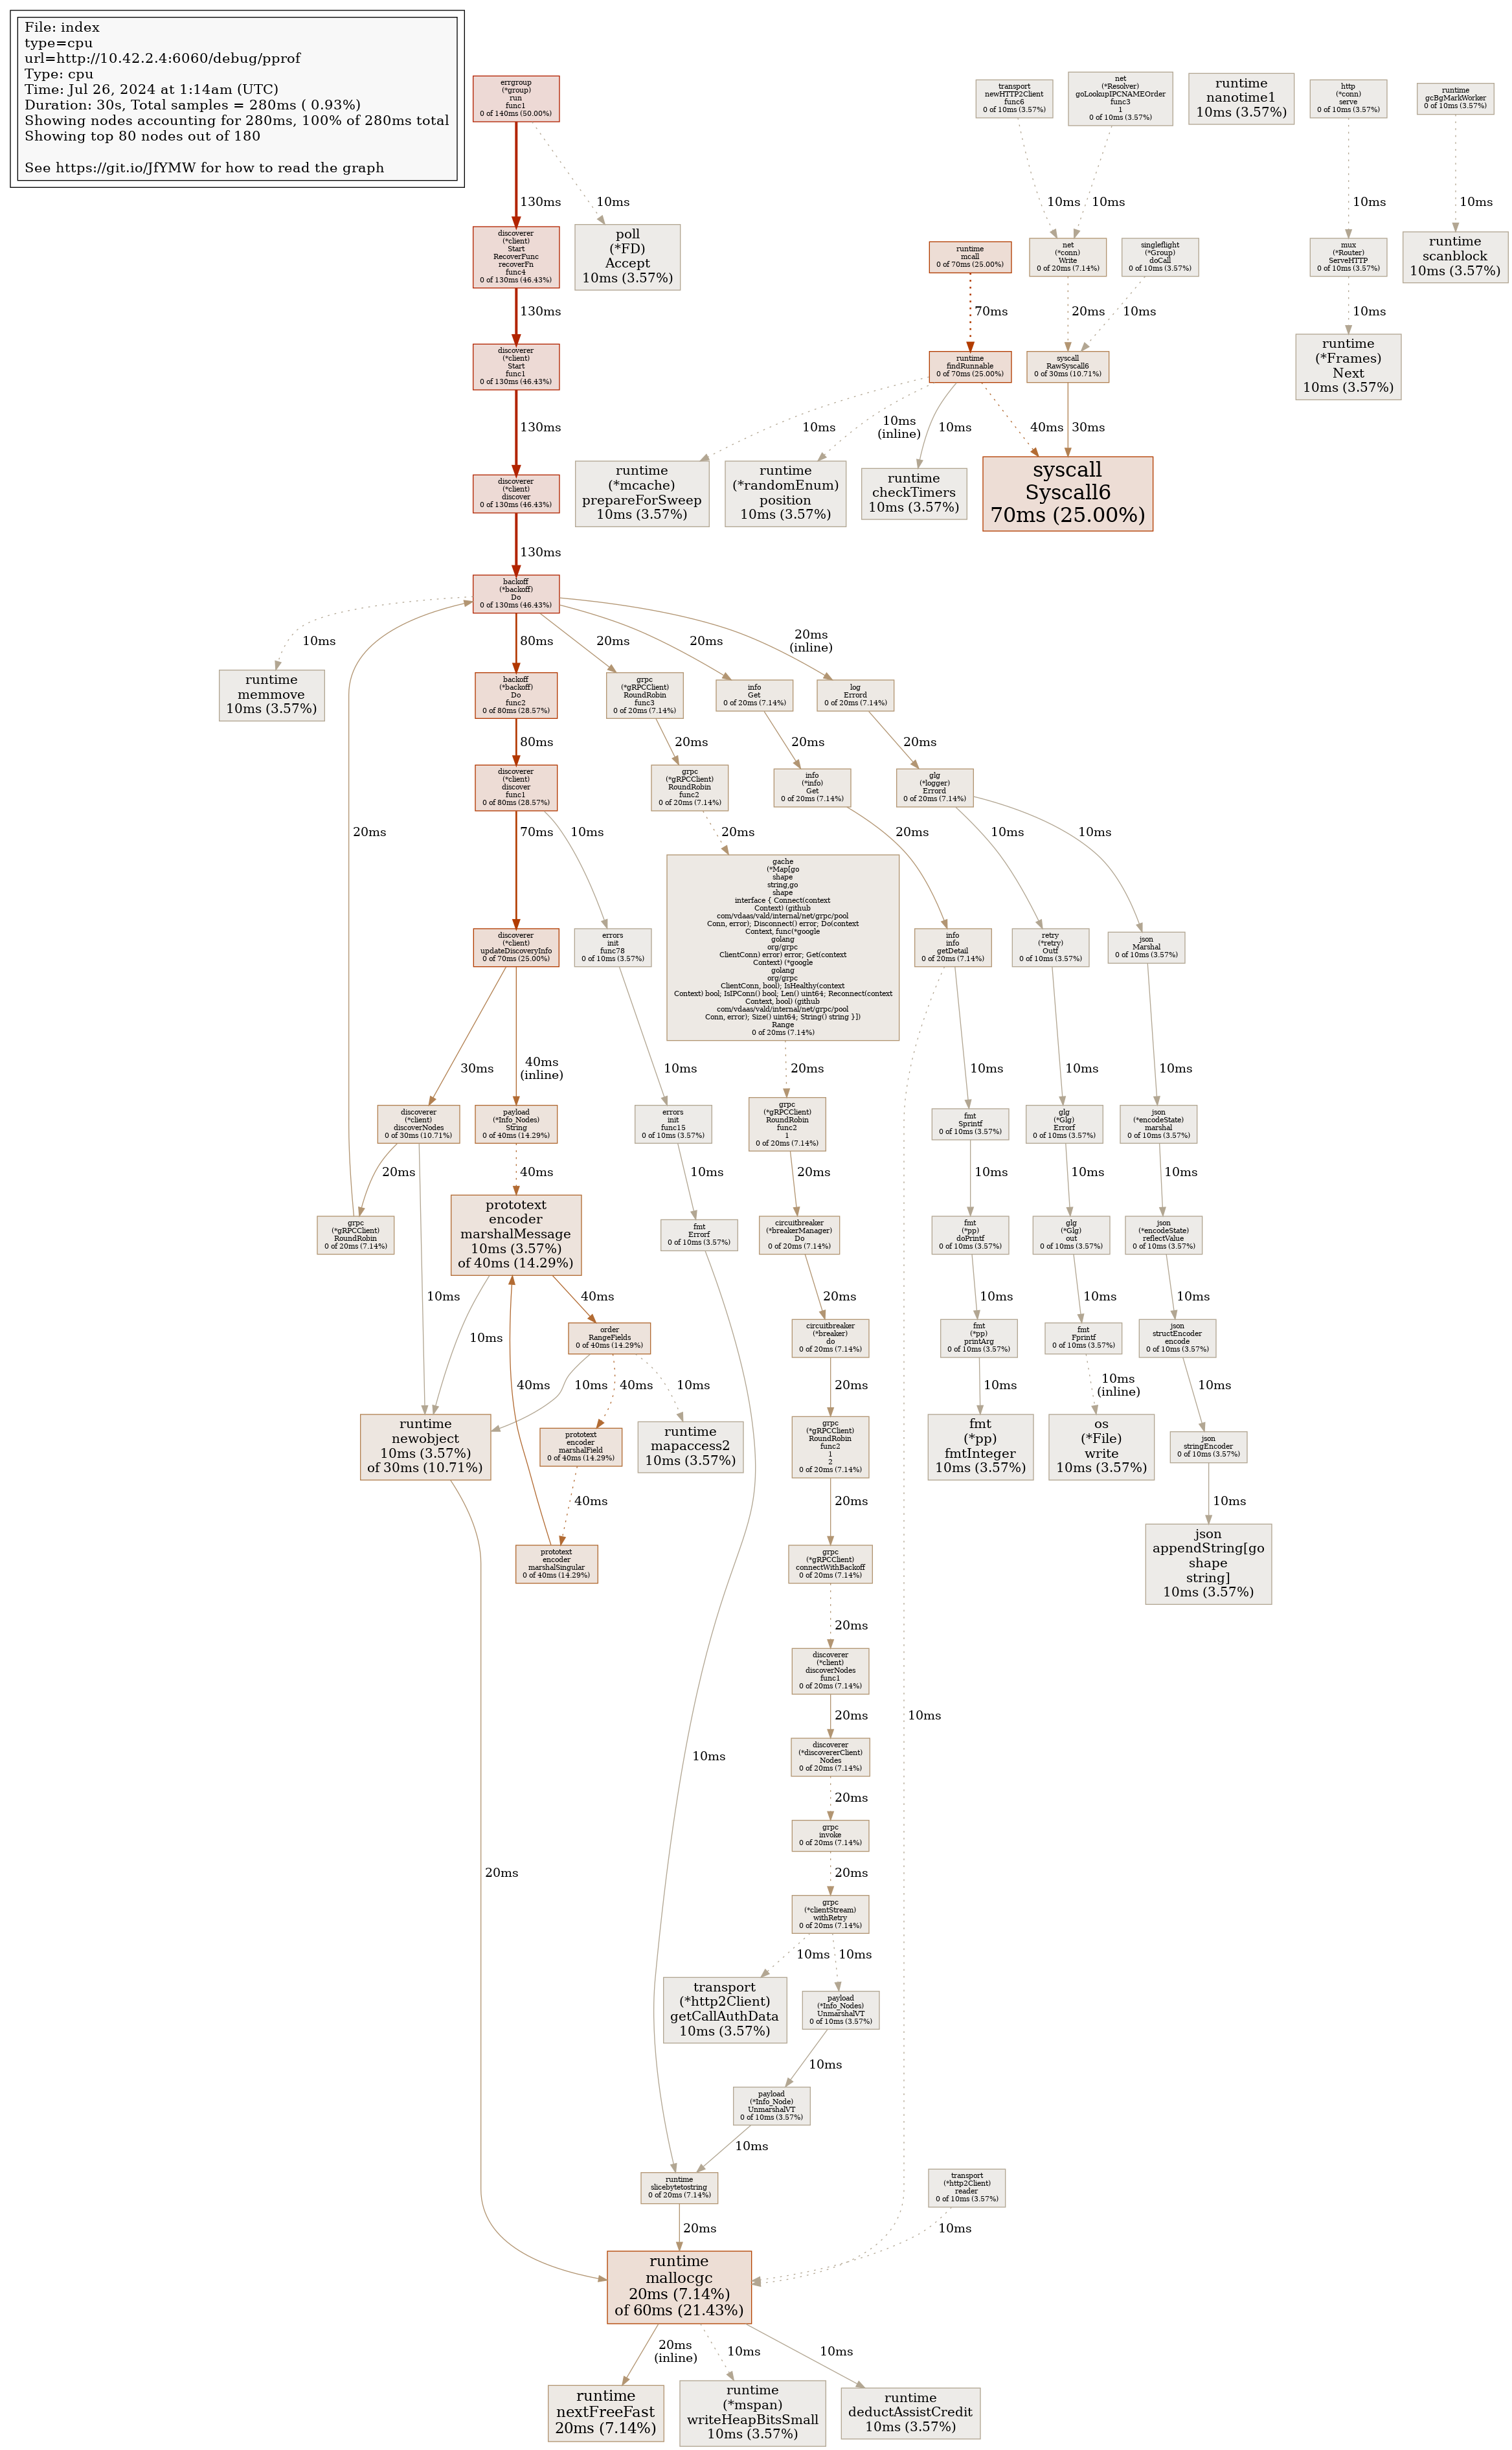 File: index
type=cpu
url=http://10.42.2.4:6060/debug/pprof
Type: cpu
Time: Jul 26, 2024 at 1:14am (UTC)
Duration: 30s, Total samples = 280ms ( 0.93%)
Showing nodes accounting for 280ms, 100% of 280ms total
Showing top 80 nodes out of 180
See https://git.io/JfYMW for how to read the graph
errgroup
(*group)
run
func1
0 of 140ms (50.00%)
transport
newHTTP2Client
func6
0 of 10ms (3.57%)
net
(*Resolver)
goLookupIPCNAMEOrder
func3
1
0 of 10ms (3.57%)
runtime
nanotime1
10ms (3.57%)
http
(*conn)
serve
0 of 10ms (3.57%)
runtime
gcBgMarkWorker
0 of 10ms (3.57%)
130ms
10ms
10ms
10ms
10ms
10ms
discoverer
(*client)
Start
RecoverFunc
recoverFn
func4
0 of 130ms (46.43%)
poll
(*FD)
Accept
10ms (3.57%)
runtime
mcall
0 of 70ms (25.00%)
net
(*conn)
Write
0 of 20ms (7.14%)
singleflight
(*Group)
doCall
0 of 10ms (3.57%)
mux
(*Router)
ServeHTTP
0 of 10ms (3.57%)
runtime
scanblock
10ms (3.57%)
130ms
70ms
20ms
10ms
10ms
discoverer
(*client)
Start
func1
0 of 130ms (46.43%)
runtime
findRunnable
0 of 70ms (25.00%)
syscall
RawSyscall6
0 of 30ms (10.71%)
runtime
(*Frames)
Next
10ms (3.57%)
130ms
10ms
10ms
(inline)
10ms
40ms
30ms
discoverer
(*client)
discover
0 of 130ms (46.43%)
runtime
(*mcache)
prepareForSweep
10ms (3.57%)
runtime
(*randomEnum)
position
10ms (3.57%)
runtime
checkTimers
10ms (3.57%)
syscall
Syscall6
70ms (25.00%)
130ms
backoff
(*backoff)
Do
0 of 130ms (46.43%)
10ms
80ms
20ms
20ms
20ms
(inline)
runtime
memmove
10ms (3.57%)
backoff
(*backoff)
Do
func2
0 of 80ms (28.57%)
grpc
(*gRPCClient)
RoundRobin
func3
0 of 20ms (7.14%)
info
Get
0 of 20ms (7.14%)
log
Errord
0 of 20ms (7.14%)
80ms
20ms
20ms
20ms
discoverer
(*client)
discover
func1
0 of 80ms (28.57%)
grpc
(*gRPCClient)
RoundRobin
func2
0 of 20ms (7.14%)
info
(*info)
Get
0 of 20ms (7.14%)
glg
(*logger)
Errord
0 of 20ms (7.14%)
20ms
70ms
10ms
20ms
20ms
10ms
10ms
gache
(*Map[go
shape
string,go
shape
interface { Connect(context
Context) (github
com/vdaas/vald/internal/net/grpc/pool
Conn, error); Disconnect() error; Do(context
Context, func(*google
golang
org/grpc
ClientConn) error) error; Get(context
Context) (*google
golang
org/grpc
ClientConn, bool); IsHealthy(context
Context) bool; IsIPConn() bool; Len() uint64; Reconnect(context
Context, bool) (github
com/vdaas/vald/internal/net/grpc/pool
Conn, error); Size() uint64; String() string }])
Range
0 of 20ms (7.14%)
discoverer
(*client)
updateDiscoveryInfo
0 of 70ms (25.00%)
errors
init
func78
0 of 10ms (3.57%)
info
info
getDetail
0 of 20ms (7.14%)
retry
(*retry)
Outf
0 of 10ms (3.57%)
json
Marshal
0 of 10ms (3.57%)
30ms
40ms
(inline)
10ms
20ms
10ms
10ms
10ms
discoverer
(*client)
discoverNodes
0 of 30ms (10.71%)
payload
(*Info_Nodes)
String
0 of 40ms (14.29%)
errors
init
func15
0 of 10ms (3.57%)
grpc
(*gRPCClient)
RoundRobin
func2
1
0 of 20ms (7.14%)
fmt
Sprintf
0 of 10ms (3.57%)
glg
(*Glg)
Errorf
0 of 10ms (3.57%)
json
(*encodeState)
marshal
0 of 10ms (3.57%)
20ms
40ms
10ms
20ms
10ms
10ms
10ms
grpc
(*gRPCClient)
RoundRobin
0 of 20ms (7.14%)
prototext
encoder
marshalMessage
10ms (3.57%)
of 40ms (14.29%)
fmt
Errorf
0 of 10ms (3.57%)
circuitbreaker
(*breakerManager)
Do
0 of 20ms (7.14%)
fmt
(*pp)
doPrintf
0 of 10ms (3.57%)
glg
(*Glg)
out
0 of 10ms (3.57%)
json
(*encodeState)
reflectValue
0 of 10ms (3.57%)
10ms
10ms
40ms
20ms
10ms
10ms
10ms
order
RangeFields
0 of 40ms (14.29%)
circuitbreaker
(*breaker)
do
0 of 20ms (7.14%)
fmt
(*pp)
printArg
0 of 10ms (3.57%)
fmt
Fprintf
0 of 10ms (3.57%)
json
structEncoder
encode
0 of 10ms (3.57%)
40ms
10ms
40ms
10ms
20ms
10ms
10ms
(inline)
10ms
runtime
newobject
10ms (3.57%)
of 30ms (10.71%)
prototext
encoder
marshalField
0 of 40ms (14.29%)
runtime
mapaccess2
10ms (3.57%)
grpc
(*gRPCClient)
RoundRobin
func2
1
2
0 of 20ms (7.14%)
fmt
(*pp)
fmtInteger
10ms (3.57%)
os
(*File)
write
10ms (3.57%)
json
stringEncoder
0 of 10ms (3.57%)
40ms
20ms
10ms
prototext
encoder
marshalSingular
0 of 40ms (14.29%)
grpc
(*gRPCClient)
connectWithBackoff
0 of 20ms (7.14%)
json
appendString[go
shape
string]
10ms (3.57%)
20ms
discoverer
(*client)
discoverNodes
func1
0 of 20ms (7.14%)
20ms
10ms
10ms
discoverer
(*discovererClient)
Nodes
0 of 20ms (7.14%)
20ms
grpc
invoke
0 of 20ms (7.14%)
20ms
20ms
grpc
(*clientStream)
withRetry
0 of 20ms (7.14%)
10ms
10ms
transport
(*http2Client)
getCallAuthData
10ms (3.57%)
payload
(*Info_Nodes)
UnmarshalVT
0 of 10ms (3.57%)
10ms
payload
(*Info_Node)
UnmarshalVT
0 of 10ms (3.57%)
10ms
runtime
slicebytetostring
0 of 20ms (7.14%)
transport
(*http2Client)
reader
0 of 10ms (3.57%)
20ms
10ms
runtime
mallocgc
20ms (7.14%)
of 60ms (21.43%)
20ms
(inline)
10ms
10ms
runtime
nextFreeFast
20ms (7.14%)
runtime
(*mspan)
writeHeapBitsSmall
10ms (3.57%)
runtime
deductAssistCredit
10ms (3.57%)